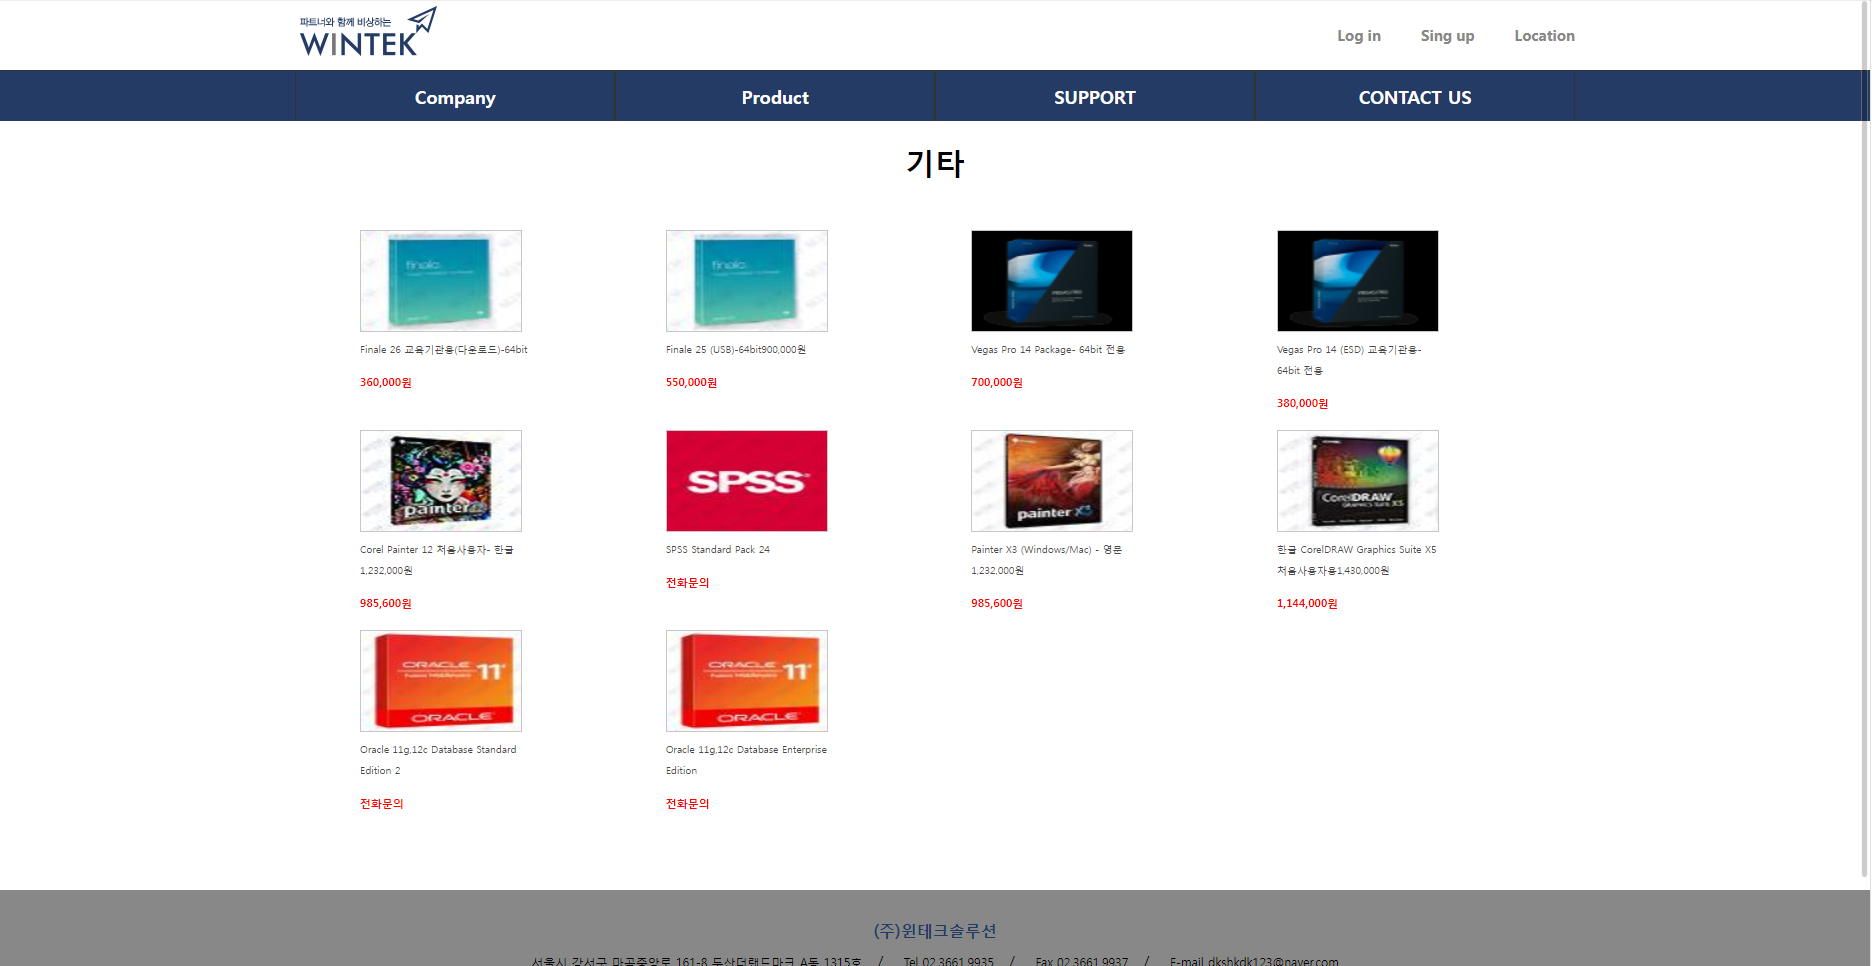 파트너와 함께 비상하는
WINTEK
Log in
Sing up
Location
Company
Product
SUPPORT
CONTACT US
기타
finale
finale
VEGAS PRO
VEGAS PRO
Finale 26 교육기관용(다운로드)-64bit
Finale 25 (USB)-64bit900,000원
Vegas Pro 14 Package- 64bit 전용
Vegas Pro 14 (ESD) 교육기관용-
64bit 전용
360,000원
550,000원
700,000원
380,000원
painter 12
SPSS
painter X3
CorelDRAW
GRAPHICS SUITE X5
Corel Painter 12 처음사용자- 한글
1,232,000원
SPSS Standard Pack 24
Painter X3 (Windows/Mac) - 영문
1,232,000원
한글 CorelDRAW Graphics Suite X5
처음사용자용1,430,000원
985,600원
전화문의
985,600원
1,144,000원
ORACLE 11g
Fusion Middleware
ORACLE
ORACLE 11g
Fusion Middleware
ORACLE
Oracle 11g,12c Database Standard
Edition 2
Oracle 11g,12c Database Enterprise
Edition
전화문의
전화문의
(주)윈테크솔루션
서울시 강서구 마곡중앙로 161-8 두산더랜드마크 A동 1315호 / Tel 02.3661.9935 / Fax 02.3661.9937 / E-mail dkshkdk123@naver.com